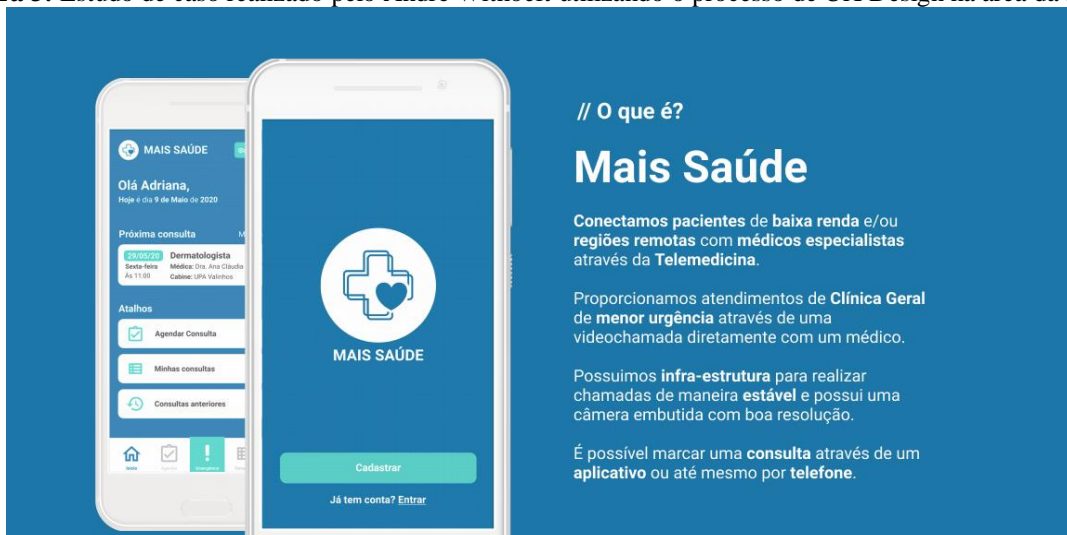 Estudo de caso realizado pelo André Withoeft utilizando o processo de UX Design na área da
// O que é?
Mais Saúde
Conectamos pacientes de baixa renda e/ou
regiões remotas com médicos especialistas
através da Telemedicina.
Proporcionamos atendimentos de Clínica Geral
de menor urgência através de uma
videochamada diretamente com um médico.
Possuimos infra-estrutura para realizar
chamadas de maneira estável e possui uma
câmera embutida com boa resolução.
É possível marcar uma consulta através de um
aplicativo ou até mesmo por telefone.
MAIS SAÚDE
Olá Adriana,
Hoje é dia 9 de Maio de 2020
Próxima consulta
29/05/20 Dermatologista
Sexta-feira Médica: Dra. Ana Cláudia
Às 11:00 Cabine: UPA Valinhos
Atalhos
Agendar Consulta
Minhas consultas
Consultas anteriores
Início
MAIS SAÚDE
Cadastrar
Já tem conta? Entrar